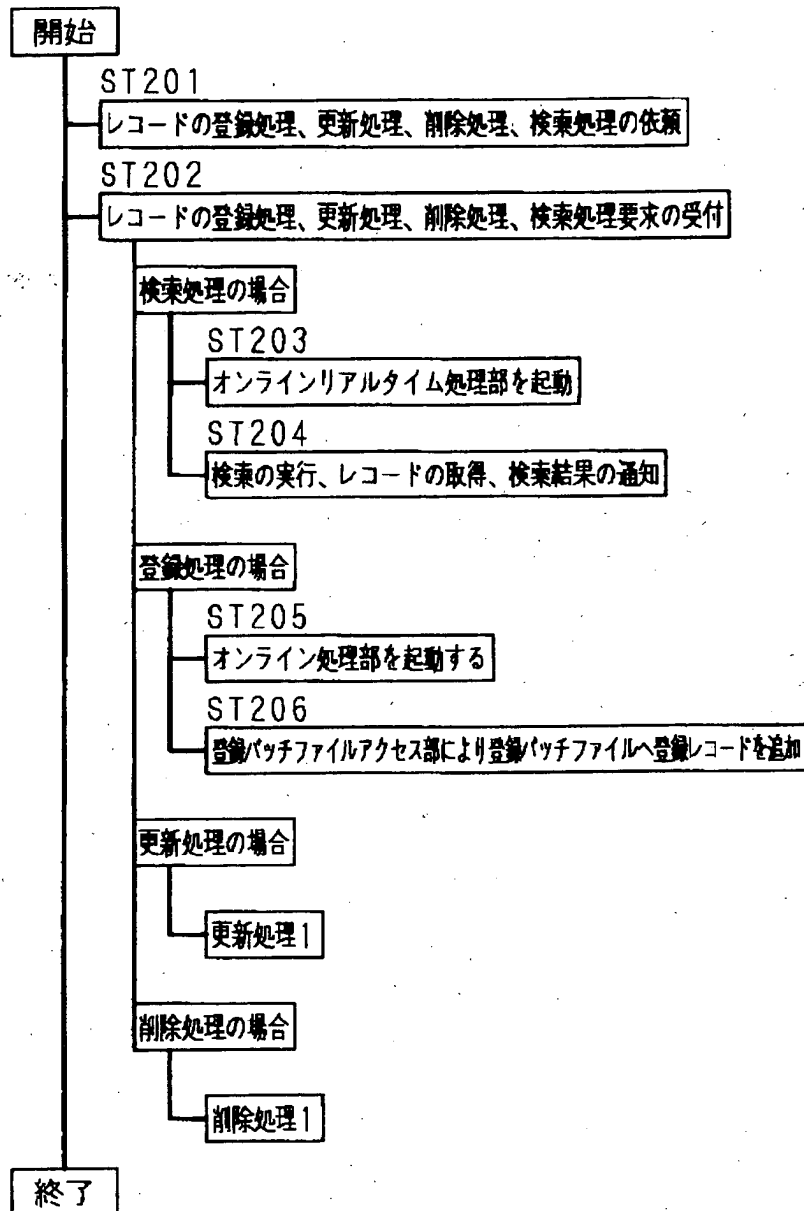 開始
ST201
レコードの登録処理、更新処理、削除処理、検索処理の依頼
ST202
レコードの登録処理、更新処理、削除処理、検索処理要求の受付
検索処理の場合
ST203
オンラインリアルタイム処理部を起動
ST204
検索の実行、レコードの取得、検索結果の通知
登録処理の場合
ST205
オンライン処理部を起動する
ST206
登録バッチファイルアクセス部により登録バッチファイルへ登録レコードを追加
更新処理の場合
更新処理1
削除処理の場合
削除処理1
終了